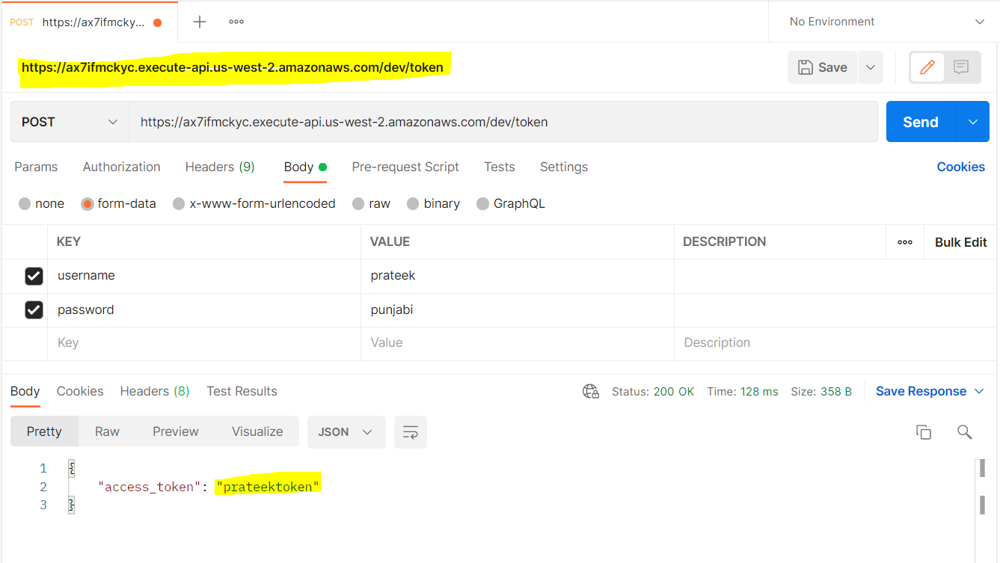 POST https://ax7ifmcky... No Environment
https://ax7ifmckyc.execute-api.us-west-2.amazonaws.com/dev/token Save
POST https://ax7ifmckyc.execute-api.us-west-2.amazonaws.com/dev/token Send
Params Authorization Headers (9) Body Pre-request Script Tests Settings Cookies
none form-data x-www-form-urlencoded raw binary GraphQL
KEY VALUE DESCRIPTION Bulk Edit
username prateek
password punjabi
Key Value Description
Body Cookies Headers (8) Test Results Status: 200 OK Time: 128 ms Size: 358 B Save Response
Pretty Raw Preview Visualize JSON
1 {
2 "access_token": "prateektoken"
3 }